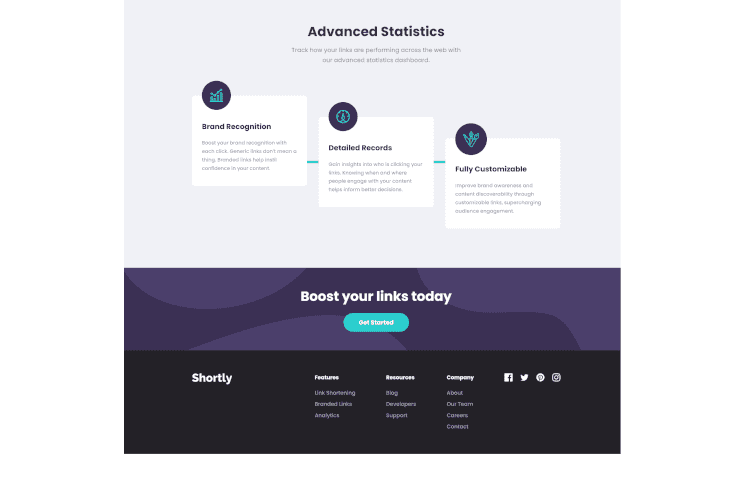 Advanced Statistics
Track how your links are performing across the web with
our advanced statistics dashboard.
Brand Recognition
Boost your brand recognition with
each click. Generic links don't mean a
thing. Branded links help instil
confidence in your content.
Detailed Records
Gain insights into who is clicking your
links. Knowing when and where
people engage with your content
helps inform better decisions.
Fully Customizable
Improve brand awareness and
content discoverability through
customizable links, supercharging
audience engagement.
Boost your links today
Get Started
Shortly
Features
Link Shortening
Branded Links
Analytics
Resources
Blog
Developers
Support
Company
About
Our Team
Careers
Contact